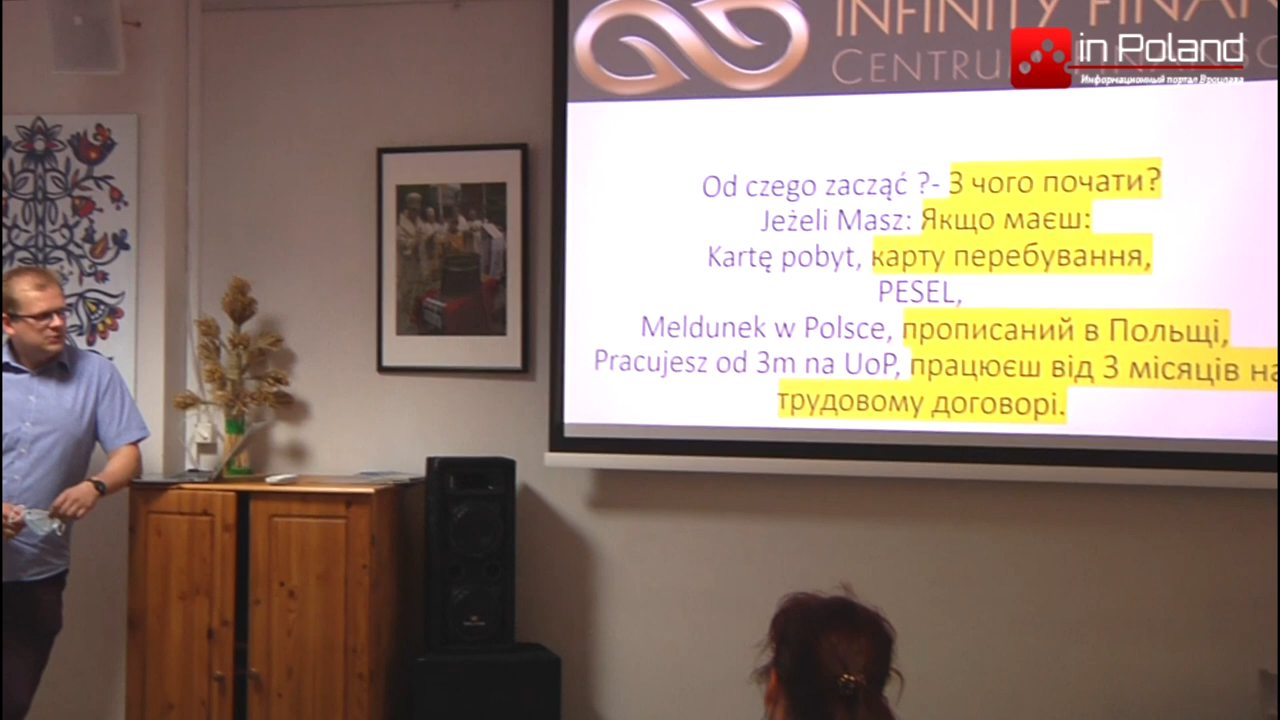 INFINITY FINAN
CENTRU
in Poland
Информационный портал Вроцлава
Od czego zacząć ?- З чого почати?
Jeżeli Masz: Якщо маєш:
Kartę pobyt, карту перебування,
PESEL,
Meldunek w Polsce, прописаний в Польщі,
Pracujesz od 3m na UoP, працюєш від 3 місяців на
трудовому договорі.